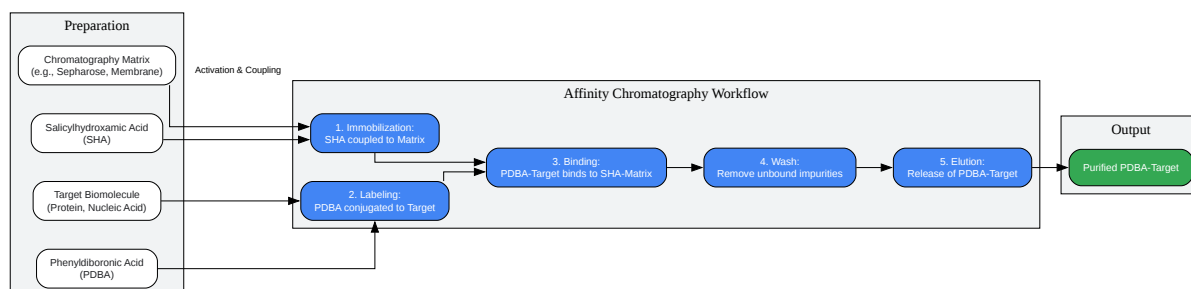 Preparation
Chromatography Matrix
(e.g., Sepharose, Membrane)
Activation & Coupling
Salicylhydroxamic Acid
(SHA)
Target Biomolecule
(Protein, Nucleic Acid)
Phenyldiboronic Acid
(PDBA)
Affinity Chromatography Workflow
1. Immobilization:
SHA coupled to Matrix
2. Labeling:
PDBA conjugated to Target
3. Binding:
PDBA-Target binds to SHA-Matrix
4. Wash:
Remove unbound impurities
5. Elution:
Release of PDBA-Target
Output
Purified PDBA-Target